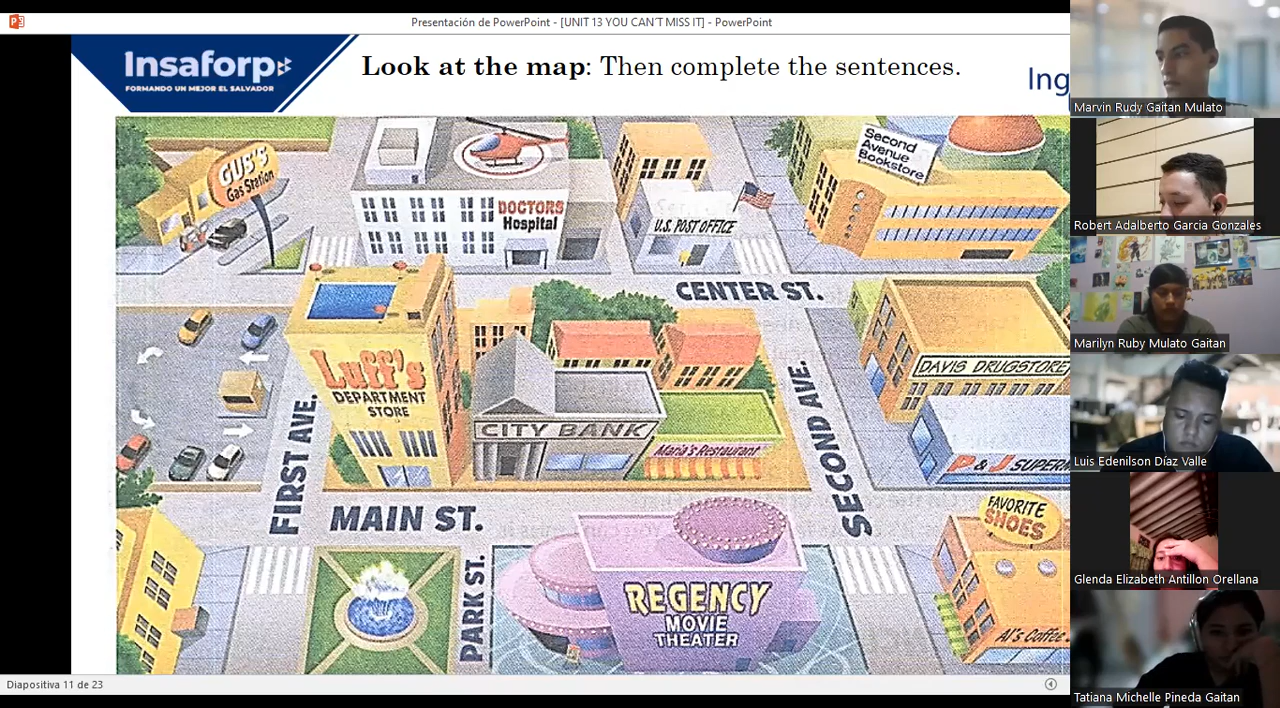 Presentación de PowerPoint - [UNIT 13 YOU CAN´T MISS IT] - PowerPoint
Insaforp
FORMANDO UN MEJOR EL SALVADOR
Look at the map: Then complete the sentences.
Ing
GUS'S
Gas Station
DOCTORS
Hospital
U.S. POST OFFICE
Second
Avenue
Bookstore
CENTER ST.
Luff's
DEPARTMENT
STORE
CITY BANK
Maria's Restaurant
DAVIS DRUGSTORE
P & J SUPERM
FIRST AVE.
SECOND AVE.
MAIN ST.
PARK ST.
REGENCY
MOVIE
THEATER
FAVORITE
SHOES
Al's Coffee
Diapositiva 11 de 23
Marvin Rudy Gaitan Mulato
Robert Adalberto Garcia Gonzales
Marilyn Ruby Mulato Gaitan
Luis Edenilson Díaz Valle
Glenda Elizabeth Antillon Orellana
Tatiana Michelle Pineda Gaitan